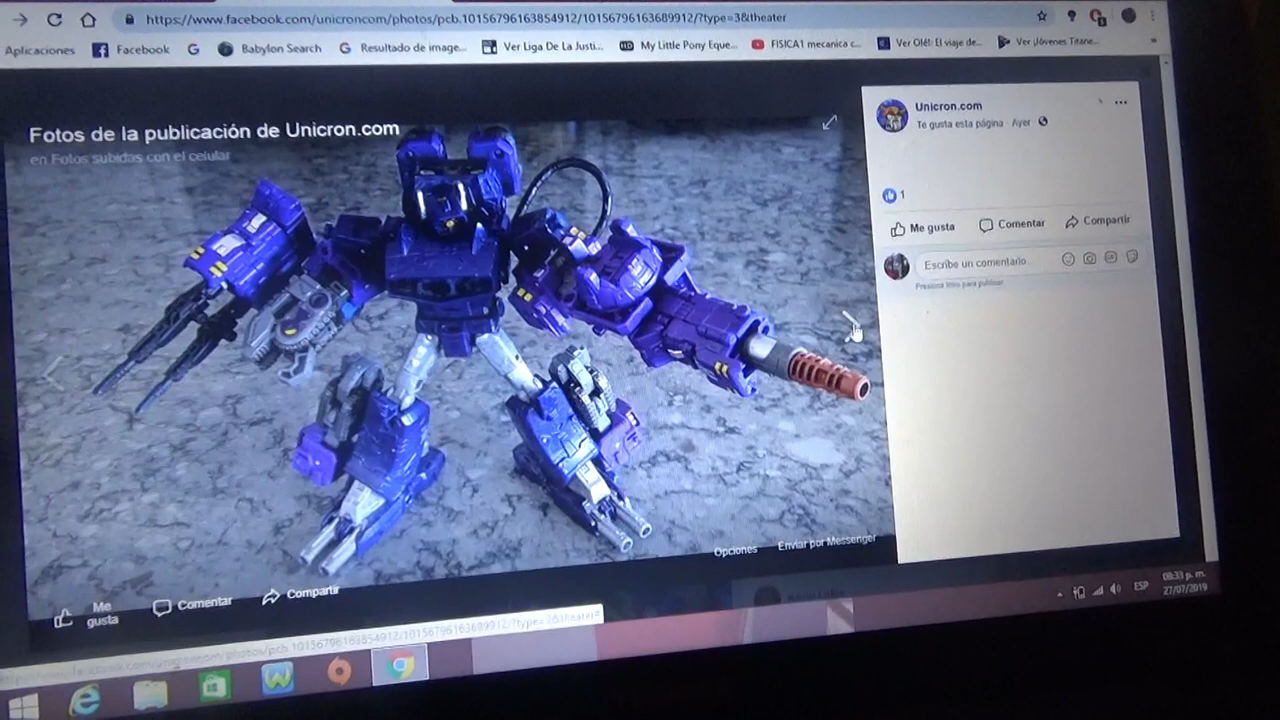 https://www.facebook.com/unicroncom/photos/pcb.10156796163854912/10156796163689912/?type=3&theater
Aplicaciones Facebook Babylon Search Resultado de image... Ver Liga De La Justi... My Little Pony Eque... FISICA1 mecanica c... Ver Olé!: El viaje de... Ver ¡Jóvenes Titane...
Fotos de la publicación de Unicron.com
en Fotos subidas con el celular
Unicron.com
Te gusta esta página · Ayer
1
Me gusta Comentar Compartir
Escribe un comentario...
Presiona Intro para publicar.
Opciones Enviar por Messenger
Me gusta Comentar Compartir
ESP
08:33 p. m.
27/07/2019